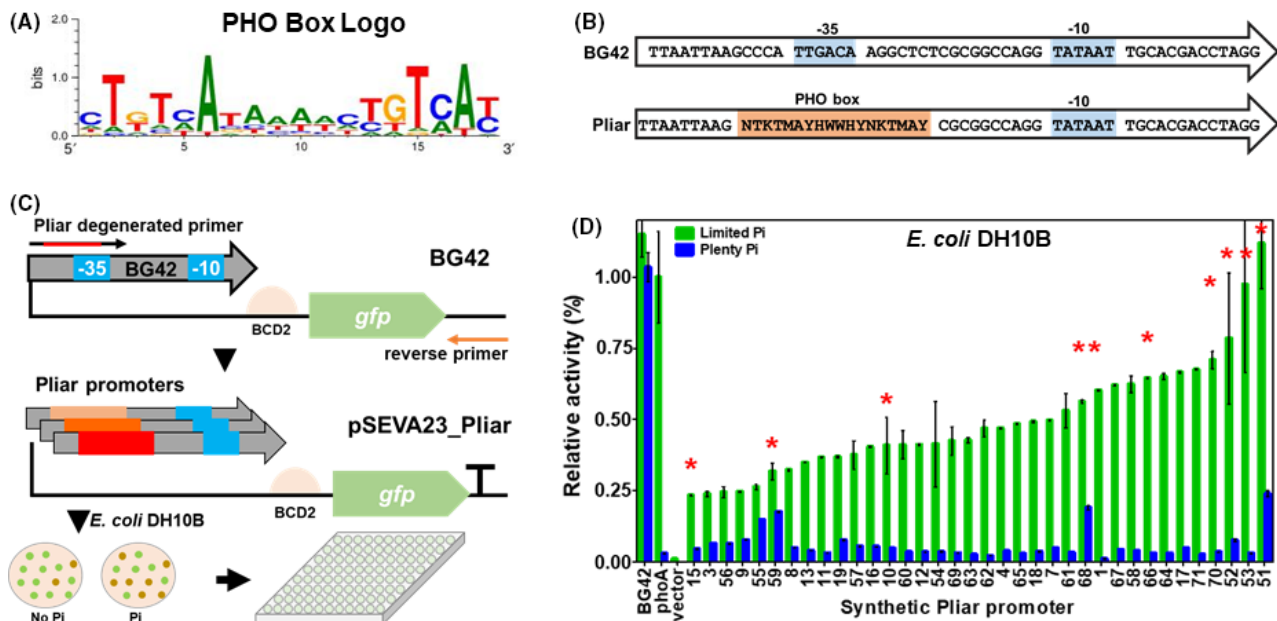 (A)
PHO Box Logo
2.0
1.0
0.0
bits
5′
5
10
15
3′
(B)
-35
-10
BG42
TTAATTAAGCCCA TTGACA AGGCTCTCGCGGCCAGG TATAAT TGCACGACCTAGG
PHO box
-10
Pliar
TTAATTAAG NTKTMAYHWWHYNKTMAY CGCGGCCAGG TATAAT TGCACGACCTAGG
(C)
Pliar degenerated primer
-35 BG42 -10
BG42
BCD2
gfp
reverse primer
Pliar promoters
pSEVA23_Pliar
BCD2
gfp
E. coli DH10B
No Pi
Pi
(D)
Limited Pi
Plenty Pi
E. coli DH10B
* * * * * * * * * *
Relative activity (%)
1.00
0.75
0.50
0.25
0.00
BG42 phoA vector 15 3 56 9 55 59 8 13 11 19 57 16 10 60 12 54 69 63 62 4 65 18 7 61 68 1 67 58 66 64 17 71 70 52 53 51
Synthetic Pliar promoter